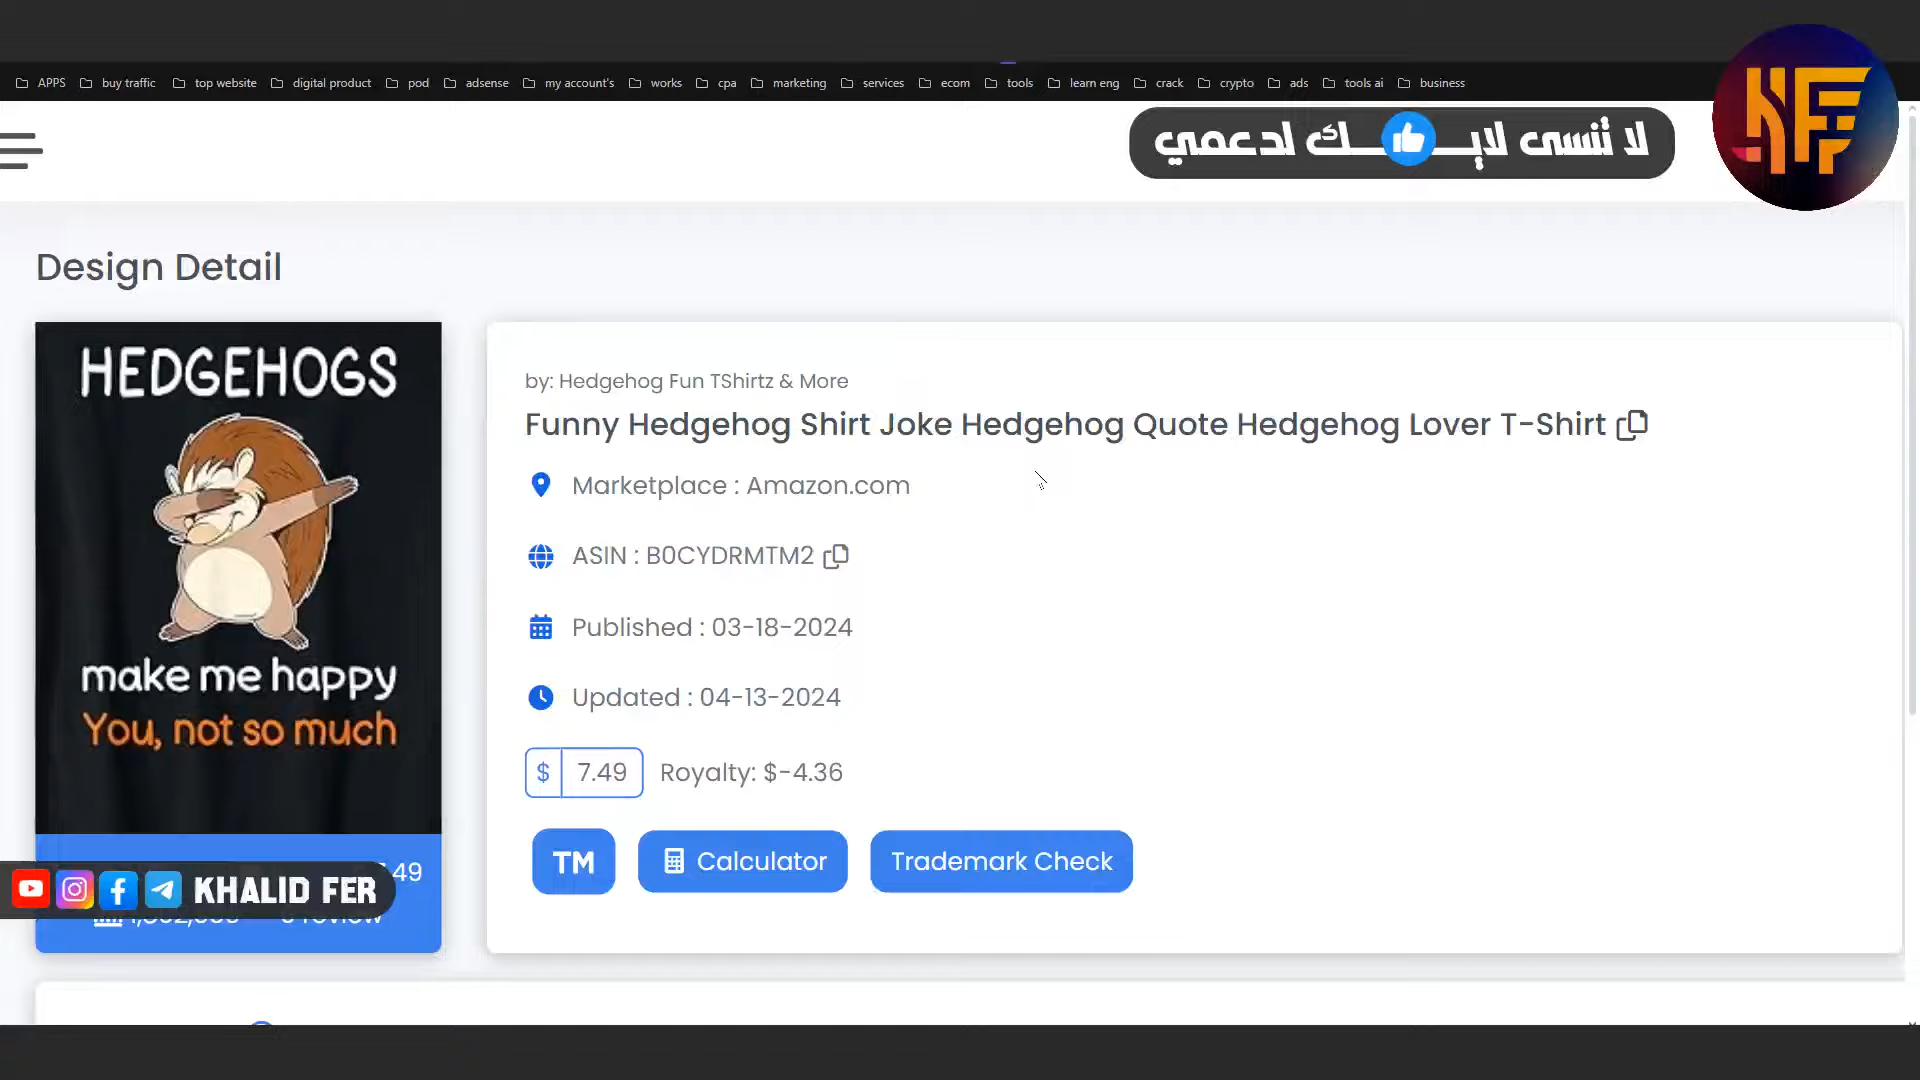 APPS buy traffic top website digital product pod adsense my account's works cpa marketing services ecom tools learn eng crack crypto ads tools ai business
لا تنسى لايـــك لدعمي
KF
Design Detail
HEDGEHOGS
make me happy
You, not so much
by: Hedgehog Fun TShirtz & More
Funny Hedgehog Shirt Joke Hedgehog Quote Hedgehog Lover T-Shirt
Marketplace : Amazon.com
ASIN : B0CYDRMTM2
Published : 03-18-2024
Updated : 04-13-2024
$ 7.49 Royalty: $-4.36
TM Calculator Trademark Check
.49
KHALID FER
review